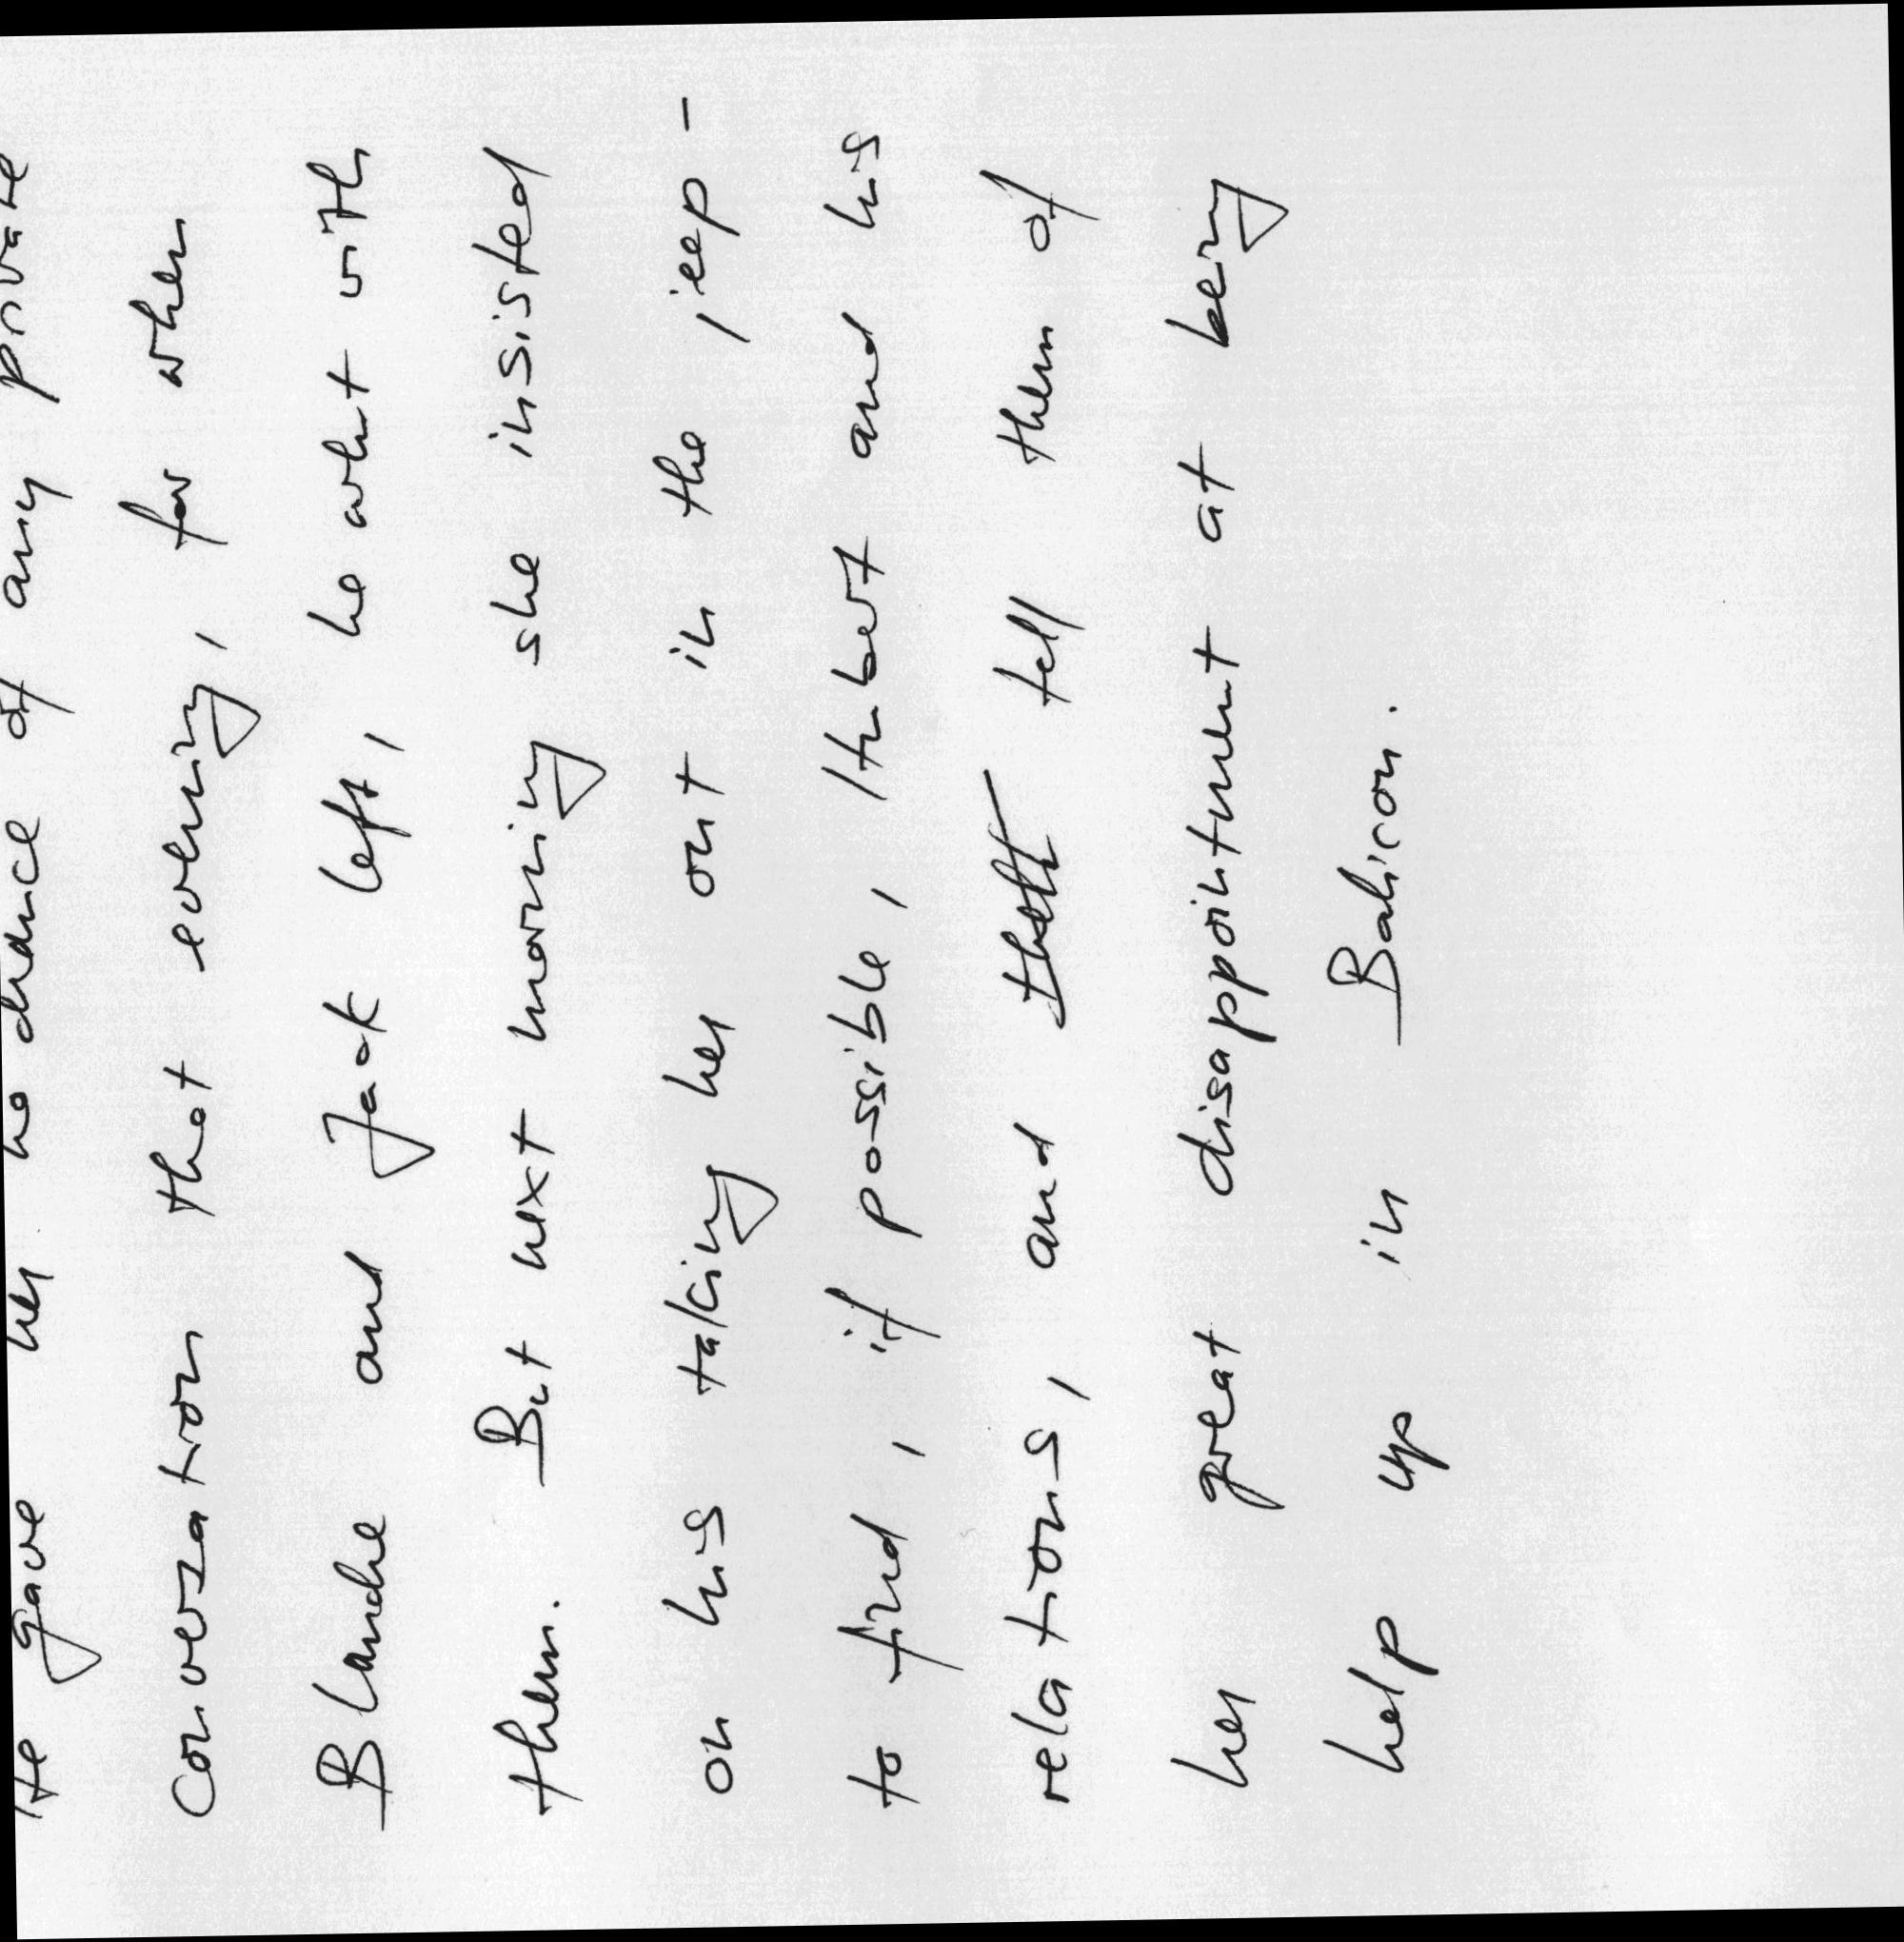 He gave her no chance of any private
converzation that evening, for when
Blanche and Jack left, he went with
them. But next morning she insisted
on his taking her out in the jeep -
to find, if possible, Hubert and his
relations, and tell them of
her great disappointment at being
help up in Balicon.